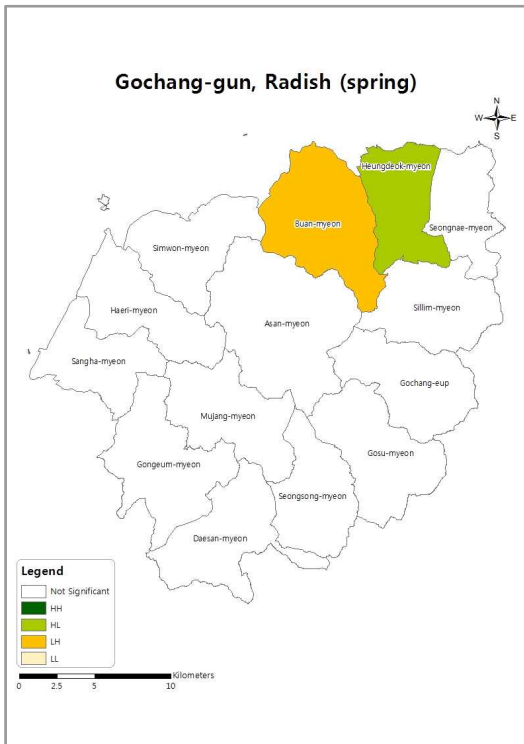 Gochang-gun, Radish (spring)
N
W E
S
Heungdeok-myeon
Buan-myeon
Seongnae-myeon
Simwon-myeon
Haeri-myeon
Sillim-myeon
Asan-myeon
Sangha-myeon
Gochang-eup
Mujang-myeon
Gosu-myeon
Gongeum-myeon
Seongsong-myeon
Daesan-myeon
Legend
Not Significant
HH
HL
LH
LL
Kilometers
0 2.5 5 10